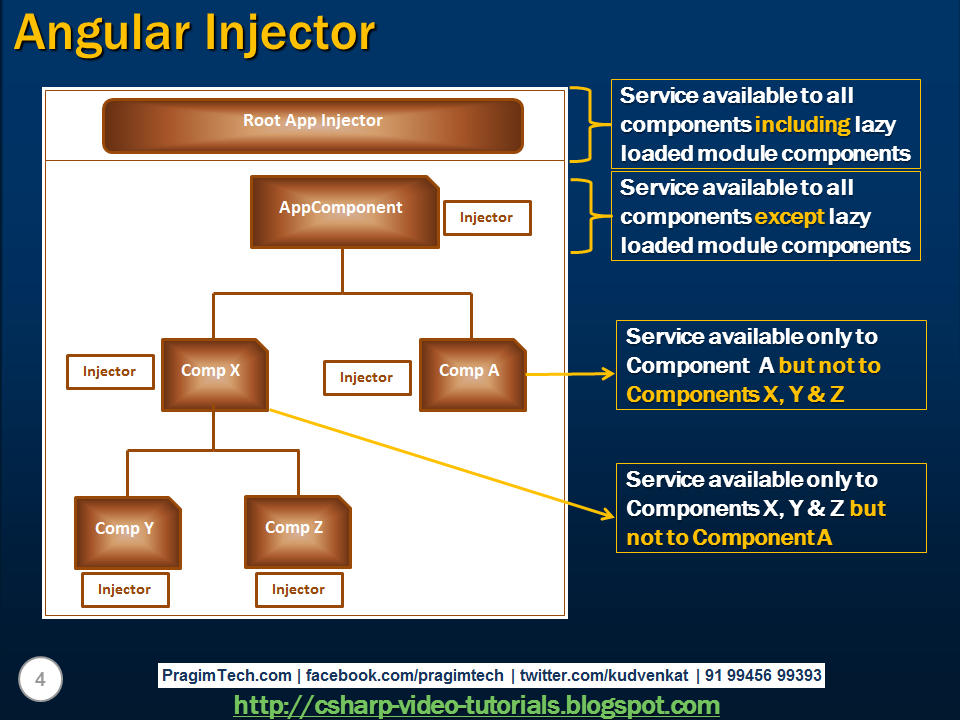 Angular Injector
Root App Injector
Service available to all
components including lazy
loaded module components
AppComponent
Injector
Service available to all
components except lazy
loaded module components
Injector
Comp X
Injector
Comp A
Service available only to
Component A but not to
Components X, Y & Z
Service available only to
Components X, Y & Z but
not to Component A
Comp Y
Comp Z
Injector
Injector
4
PragimTech.com | facebook.com/pragimtech | twitter.com/kudvenkat | 91 99456 99393
http://csharp-video-tutorials.blogspot.com